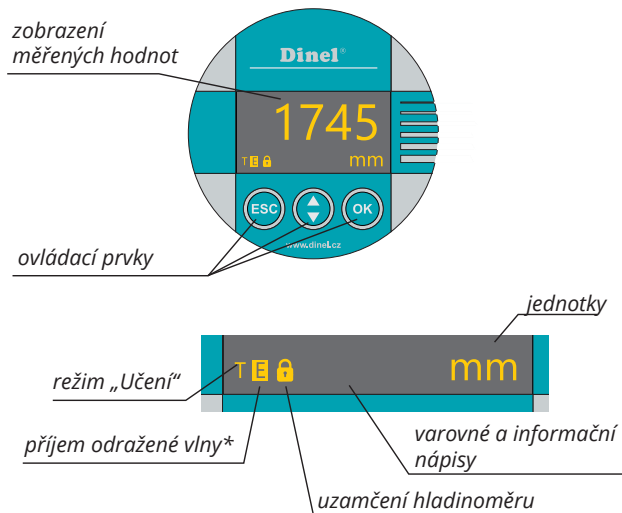 zobrazení
měřených hodnot
Dinel®
1745
T E mm
ESC OK
www.dinel.cz
ovládací prvky
jednotky
T E mm
režim „Učení“
příjem odražené vlny*
varovné a informační
nápisy
uzamčení hladinoměru